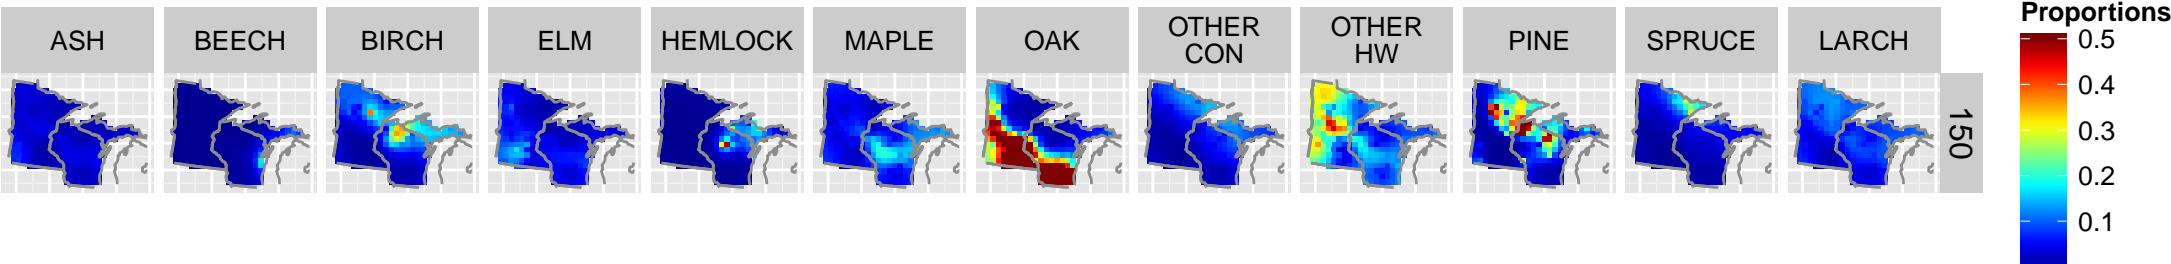 ASH
BEECH
BIRCH
ELM
HEMLOCK
MAPLE
OAK
OTHER
CON
OTHER
HW
PINE
SPRUCE
LARCH
150
Proportions
0.5
0.4
0.3
0.2
0.1